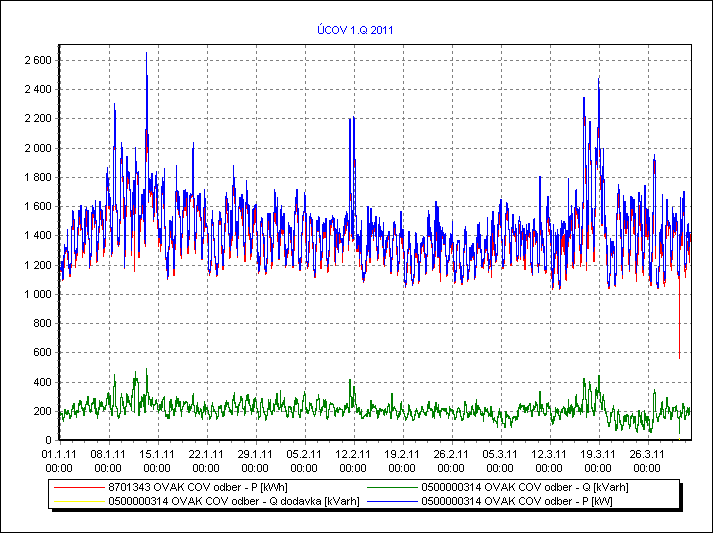 ÚCOV 1.Q 2011
2 600
2 400
2 200
2 000
1 800
1 600
1 400
1 200
1 000
800
600
400
200
0
01.1.11 8.1.11 15.1.11 22.1.11 29.1.11 5.2.11 12.2.11 19.2.11 26.2.11 5.3.11 12.3.11 19.3.11 26.3.11
00:00 00:00 00:00 00:00 00:00 00:00 00:00 00:00 00:00 00:00 00:00 00:00 00:00
8701343 OVAK COV odber - P [kWh] 0500000314 OVAK COV odber - Q [kVarh]
0500000314 OVAK COV odber - Q dodavka [kVarh] 0500000314 OVAK COV odber - P [kW]